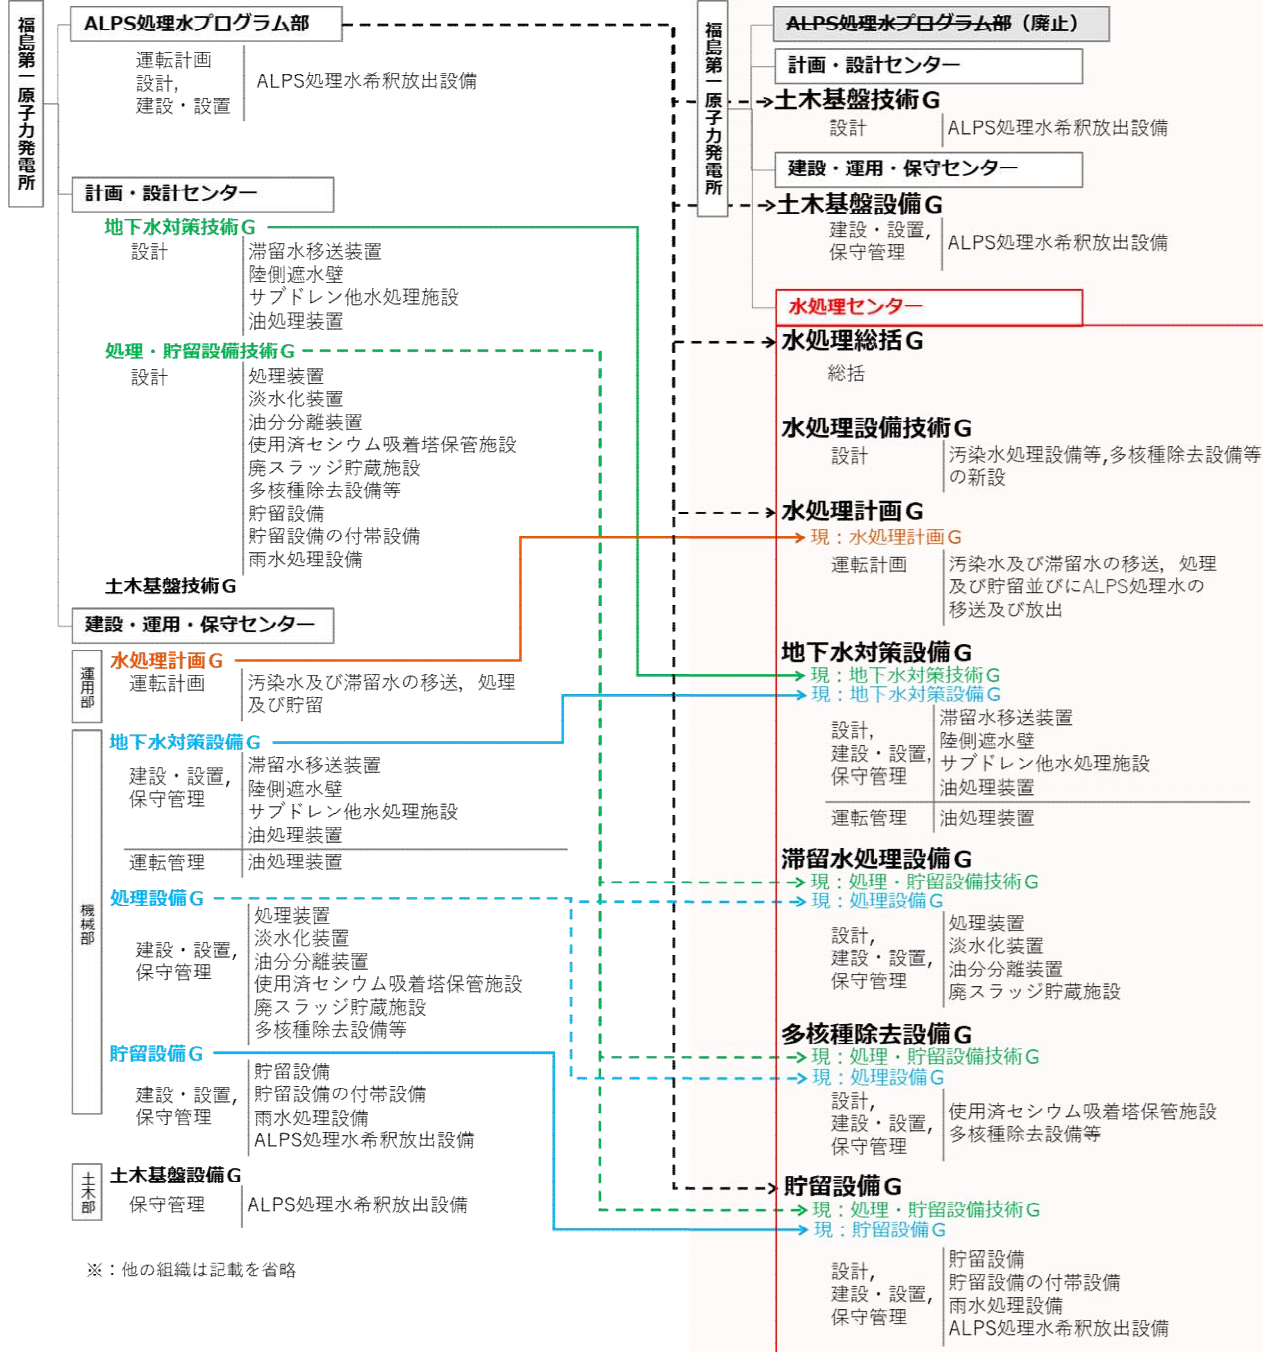 福島第一原子力発電所
ALPS処理水プログラム部
運転計画
設計,
建設・設置
ALPS処理水希釈放出設備
計画・設計センター
地下水対策技術G
設計
滞留水移送装置
陸側遮水壁
サブドレン他水処理施設
油処理装置
処理・貯留設備技術G
設計
処理装置
淡水化装置
油分分離装置
使用済セシウム吸着塔保管施設
廃スラッジ貯蔵施設
多核種除去設備等
貯留設備
貯留設備の付帯設備
雨水処理設備
土木基盤技術G
建設・運用・保守センター
運用部
水処理計画G
運転計画
汚染水及び滞留水の移送, 処理
及び貯留
機械部
地下水対策設備G
建設・設置,
保守管理
滞留水移送装置
陸側遮水壁
サブドレン他水処理施設
油処理装置
運転管理
油処理装置
処理設備G
建設・設置,
保守管理
処理装置
淡水化装置
油分分離装置
使用済セシウム吸着塔保管施設
廃スラッジ貯蔵施設
多核種除去設備等
貯留設備G
建設・設置,
保守管理
貯留設備
貯留設備の付帯設備
雨水処理設備
ALPS処理水希釈放出設備
土木部
土木基盤設備G
保守管理
ALPS処理水希釈放出設備
※:他の組織は記載を省略
福島第一原子力発電所
ALPS処理水プログラム部(廃止)
計画・設計センター
土木基盤技術G
設計
ALPS処理水希釈放出設備
建設・運用・保守センター
土木基盤設備G
建設・設置,
保守管理
ALPS処理水希釈放出設備
水処理センター
水処理総括G
総括
水処理設備技術G
設計
汚染水処理設備等,多核種除去設備等
の新設
水処理計画G
現:水処理計画G
運転計画
汚染水及び滞留水の移送, 処理
及び貯留並びにALPS処理水の
移送及び放出
地下水対策設備G
現:地下水対策技術G
現:地下水対策設備G
設計,
建設・設置,
保守管理
滞留水移送装置
陸側遮水壁
サブドレン他水処理施設
油処理装置
運転管理
油処理装置
滞留水処理設備G
現:処理・貯留設備技術G
現:処理設備G
設計,
建設・設置,
保守管理
処理装置
淡水化装置
油分分離装置
廃スラッジ貯蔵施設
多核種除去設備G
現:処理・貯留設備技術G
現:処理設備G
設計,
建設・設置,
保守管理
使用済セシウム吸着塔保管施設
多核種除去設備等
貯留設備G
現:処理・貯留設備技術G
現:貯留設備G
設計,
建設・設置,
保守管理
貯留設備
貯留設備の付帯設備
雨水処理設備
ALPS処理水希釈放出設備